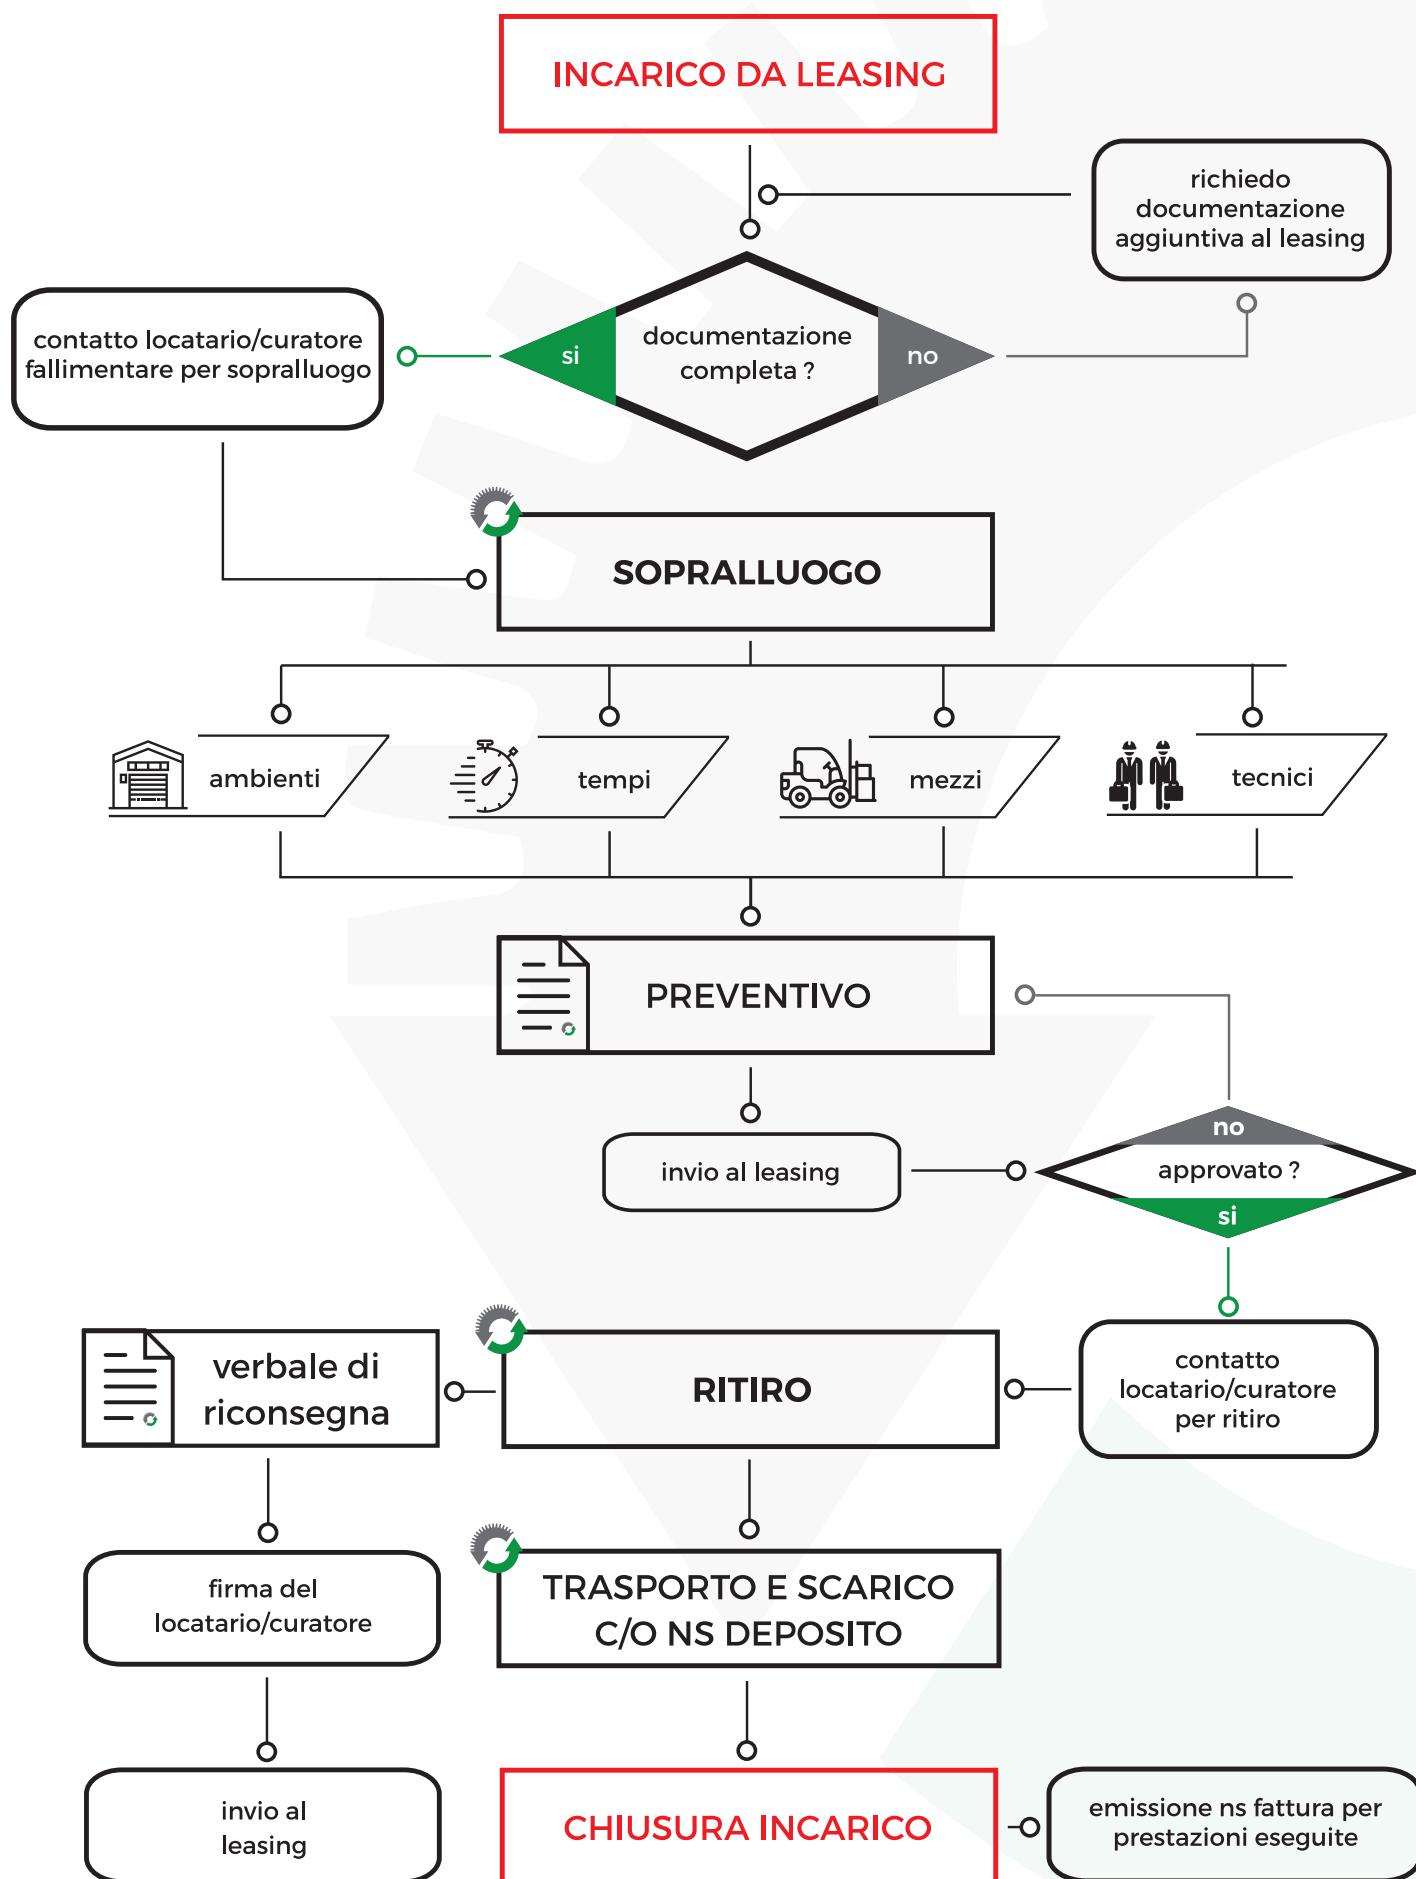 INCARICO DA LEASING
richiedo
documentazione
aggiuntiva al leasing
contatto locatario/curatore
fallimentare per sopralluogo
si
documentazione
completa ?
no
SOPRALLUOGO
ambienti
tempi
mezzi
tecnici
PREVENTIVO
invio al leasing
no
approvato ?
si
verbale di
riconsegna
RITIRO
contatto
locatario/curatore
per ritiro
firma del
locatario/curatore
TRASPORTO E SCARICO
C/O NS DEPOSITO
invio al
leasing
CHIUSURA INCARICO
emissione ns fattura per
prestazioni eseguite